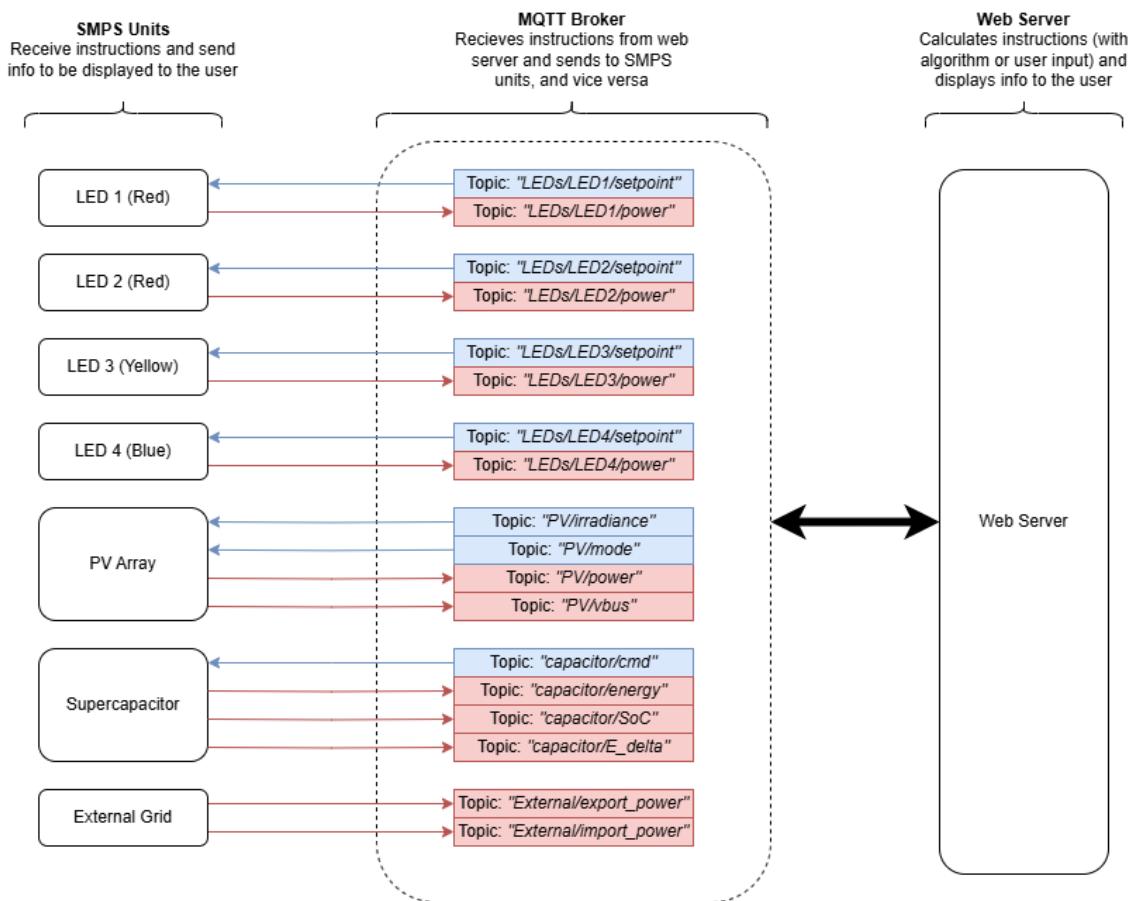 SMPS Units
Receive instructions and send
info to be displayed to the user
MQTT Broker
Recieves instructions from web
server and sends to SMPS
units, and vice versa
Web Server
Calculates instructions (with
algorithm or user input) and
displays info to the user
LED 1 (Red)
Topic: "LEDs/LED1/setpoint"
Topic: "LEDs/LED1/power"
LED 2 (Red)
Topic: "LEDs/LED2/setpoint"
Topic: "LEDs/LED2/power"
LED 3 (Yellow)
Topic: "LEDs/LED3/setpoint"
Topic: "LEDs/LED3/power"
LED 4 (Blue)
Topic: "LEDs/LED4/setpoint"
Topic: "LEDs/LED4/power"
PV Array
Topic: "PV/irradiance"
Topic: "PV/mode"
Topic: "PV/power"
Topic: "PV/vbus"
Web Server
Supercapacitor
Topic: "capacitor/cmd"
Topic: "capacitor/energy"
Topic: "capacitor/SoC"
Topic: "capacitor/E_delta"
External Grid
Topic: "External/export_power"
Topic: "External/import_power"